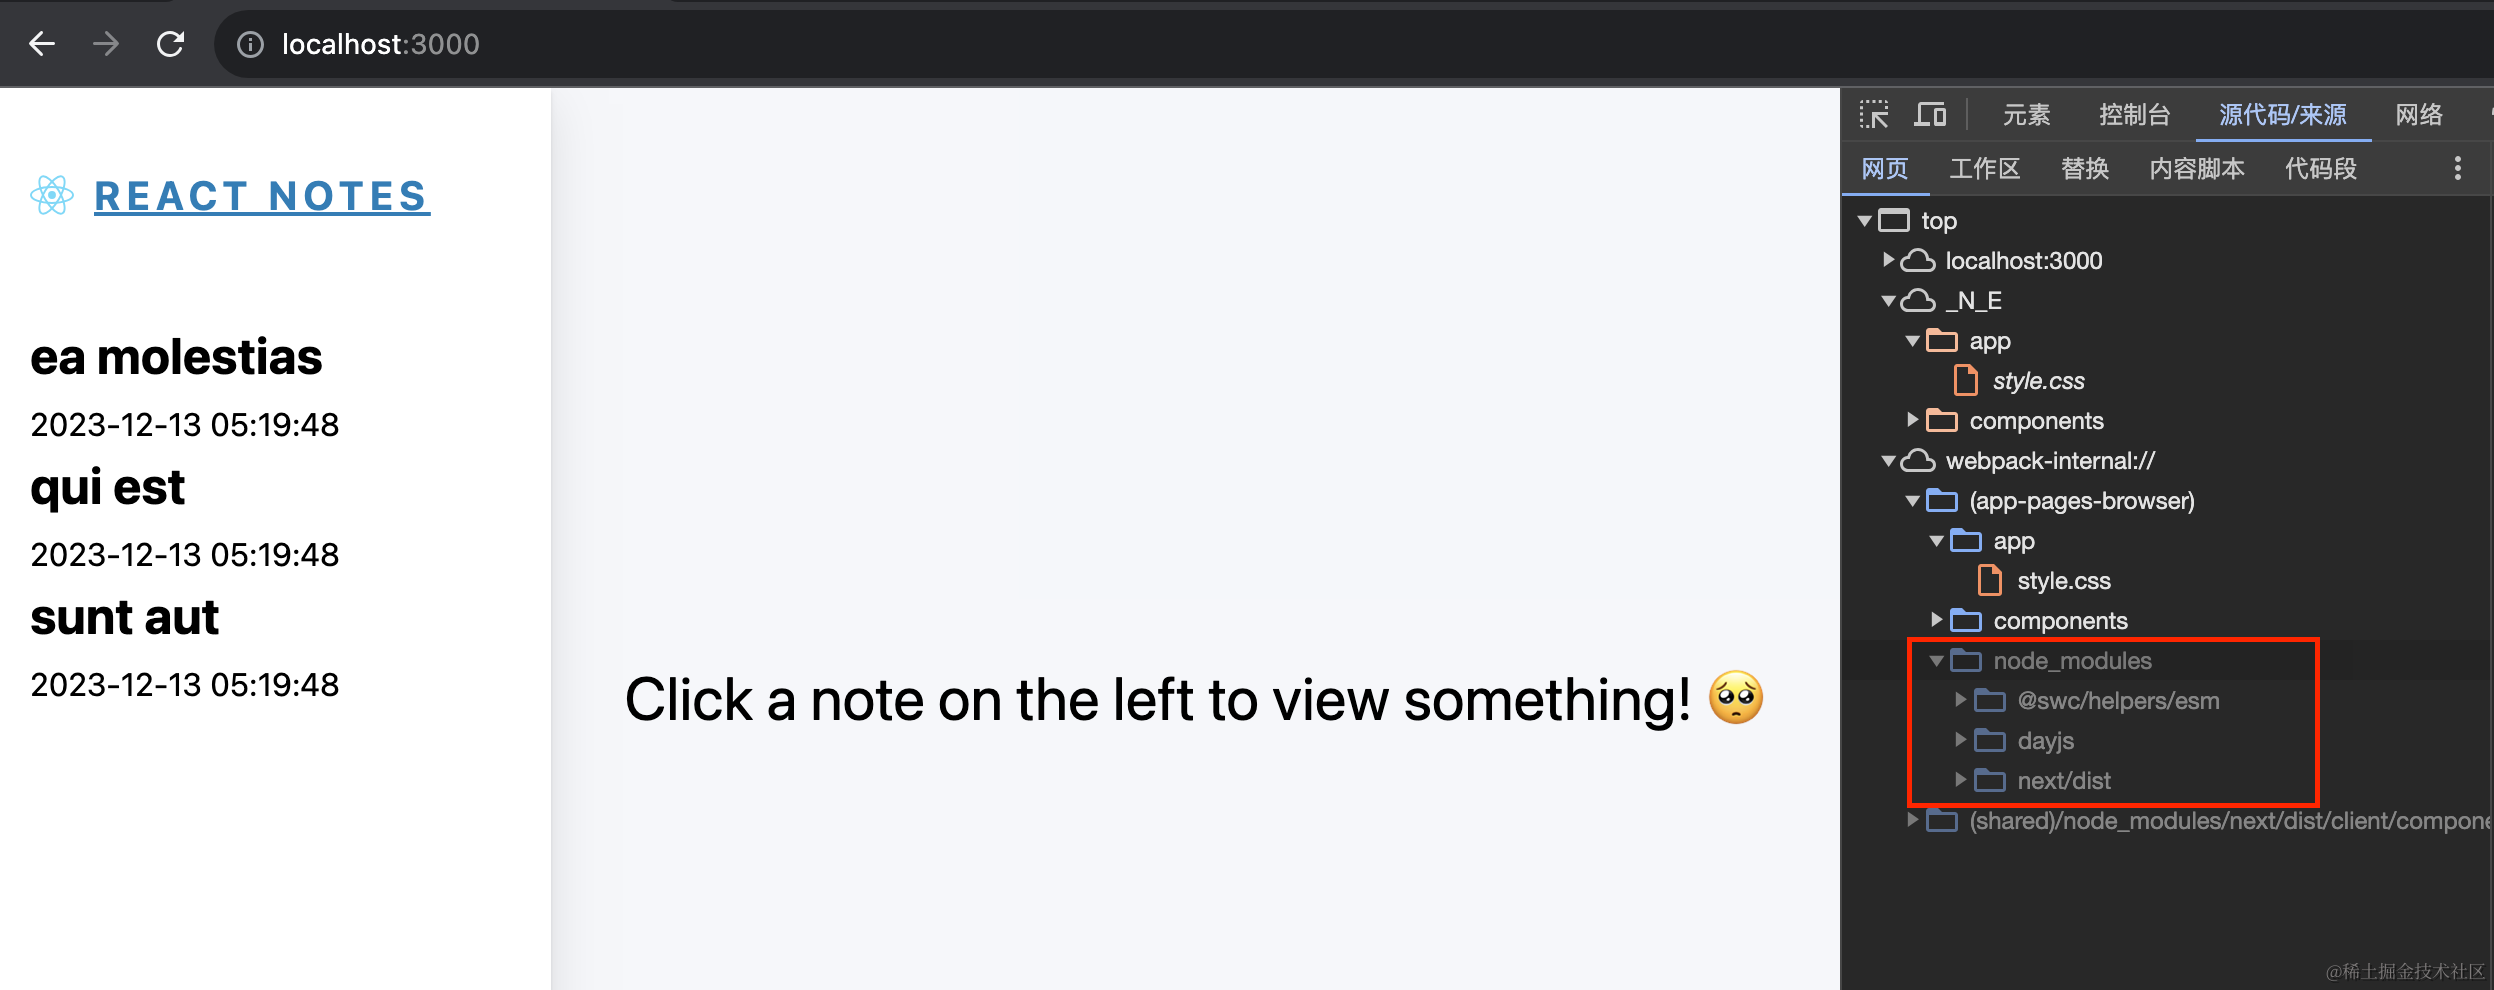 localhost:3000
REACT NOTES
ea molestias
2023-12-13 05:19:48
qui est
2023-12-13 05:19:48
sunt aut
2023-12-13 05:19:48
Click a note on the left to view something! 🥺
元素 控制台 源代码/来源 网络
网页 工作区 替换 内容脚本 代码段
top
localhost:3000
_N_E
app
style.css
components
webpack-internal://
(app-pages-browser)
app
style.css
components
node_modules
@swc/helpers/esm
dayjs
next/dist
(shared)/node_modules/next/dist/client/compone
@稀土掘金技术社区